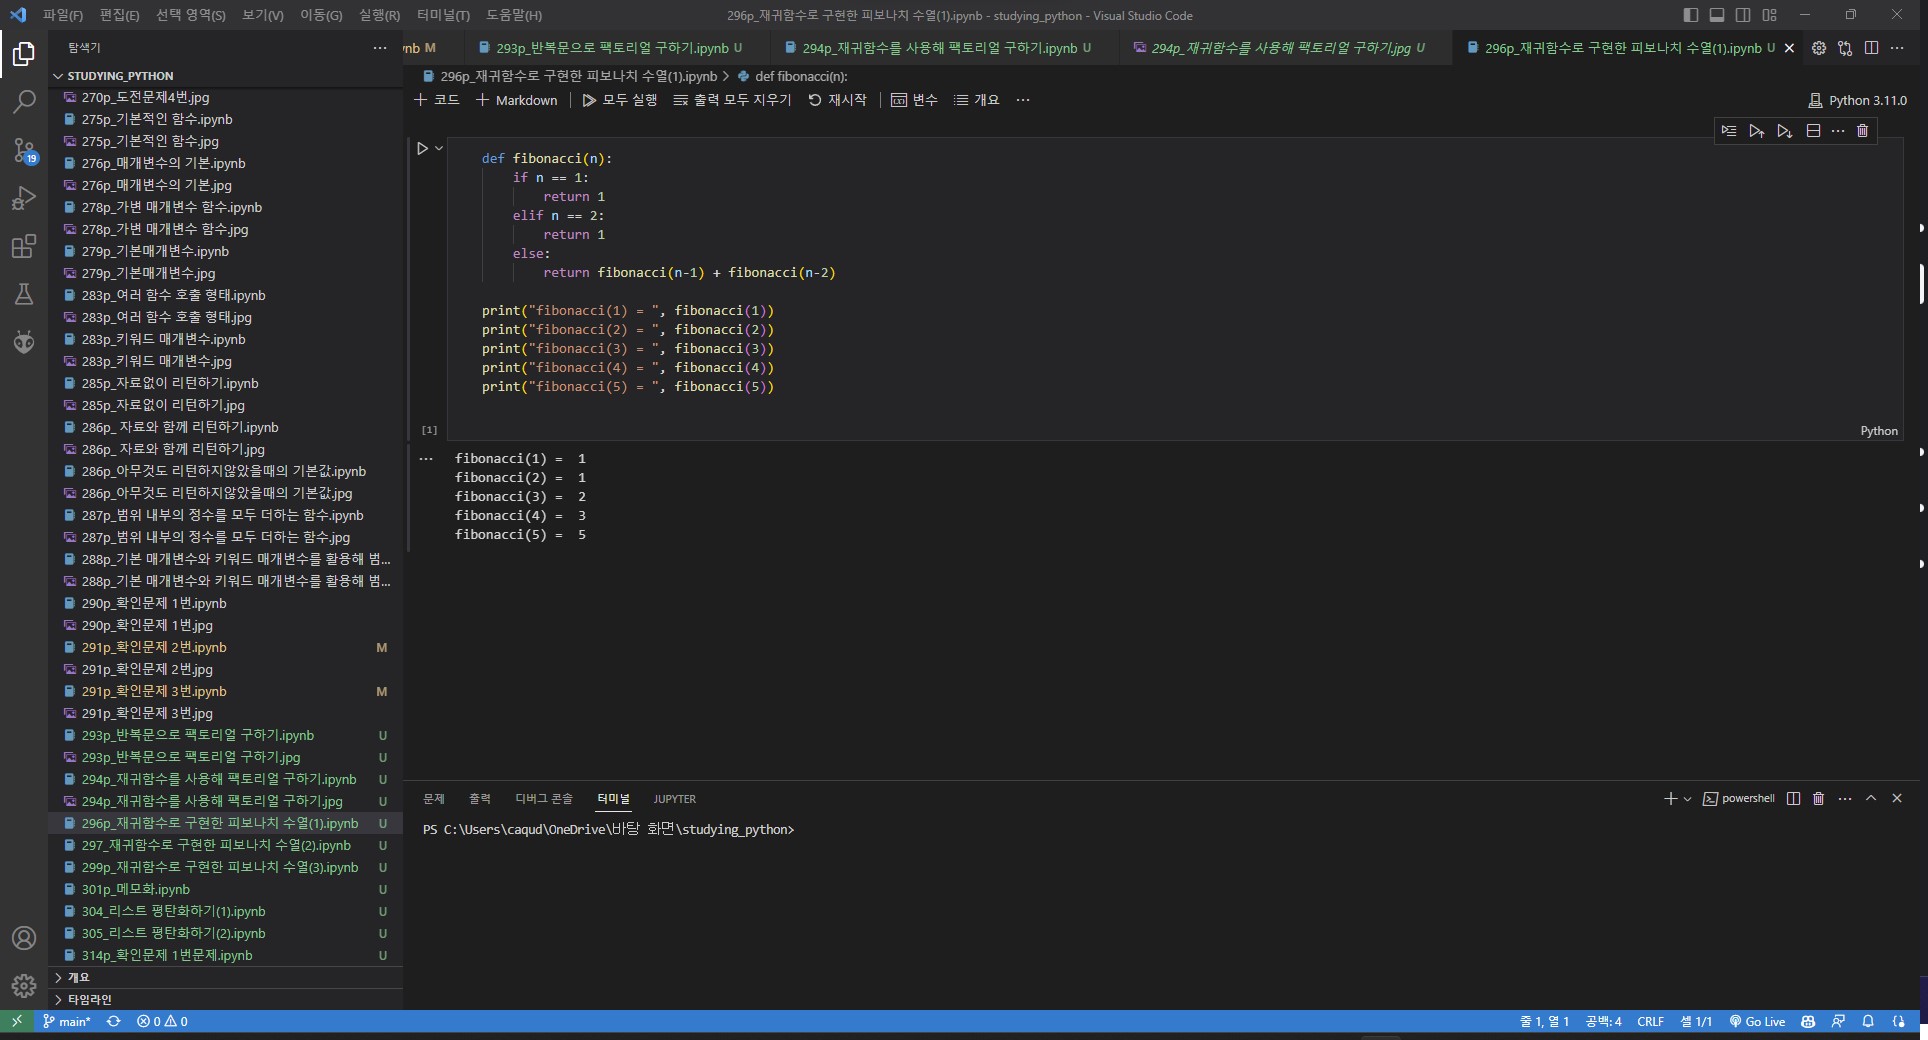 파일(F) 편집(E) 선택 영역(S) 보기(V) 이동(G) 실행(R) 터미널(T) 도움말(H)
296p_재귀함수로 구현한 피보나치 수열(1).ipynb - studying_python - Visual Studio Code
탐색기
STUDYING_PYTHON
270p_도전문제4번.jpg
275p_기본적인 함수.ipynb
275p_기본적인 함수.jpg
276p_매개변수의 기본.ipynb
276p_매개변수의 기본.jpg
278p_가변 매개변수 함수.ipynb
278p_가변 매개변수 함수.jpg
279p_기본매개변수.ipynb
279p_기본매개변수.jpg
283p_여러 함수 호출 형태.ipynb
283p_여러 함수 호출 형태.jpg
283p_키워드 매개변수.ipynb
283p_키워드 매개변수.jpg
285p_자료없이 리턴하기.ipynb
285p_자료없이 리턴하기.jpg
286p_ 자료와 함께 리턴하기.ipynb
286p_ 자료와 함께 리턴하기.jpg
286p_아무것도 리턴하지않았을때의 기본값.ipynb
286p_아무것도 리턴하지않았을때의 기본값.jpg
287p_범위 내부의 정수를 모두 더하는 함수.ipynb
287p_범위 내부의 정수를 모두 더하는 함수.jpg
288p_기본 매개변수와 키워드 매개변수를 활용해 범...
288p_기본 매개변수와 키워드 매개변수를 활용해 범...
290p_확인문제 1번.ipynb
290p_확인문제 1번.jpg
291p_확인문제 2번.ipynb M
291p_확인문제 2번.jpg
291p_확인문제 3번.ipynb M
291p_확인문제 3번.jpg
293p_반복문으로 팩토리얼 구하기.ipynb U
293p_반복문으로 팩토리얼 구하기.jpg U
294p_재귀함수를 사용해 팩토리얼 구하기.ipynb U
294p_재귀함수를 사용해 팩토리얼 구하기.jpg U
296p_재귀함수로 구현한 피보나치 수열(1).ipynb U
297_재귀함수로 구현한 피보나치 수열(2).ipynb U
299p_재귀함수로 구현한 피보나치 수열(3).ipynb U
301p_메모화.ipynb U
304_리스트 평탄화하기(1).ipynb U
305_리스트 평탄화하기(2).ipynb U
314p_확인문제 1번문제.ipynb U
개요
타임라인
19
nb M
293p_반복문으로 팩토리얼 구하기.ipynb U
294p_재귀함수를 사용해 팩토리얼 구하기.ipynb U
294p_재귀함수를 사용해 팩토리얼 구하기.jpg U
296p_재귀함수로 구현한 피보나치 수열(1).ipynb U
296p_재귀함수로 구현한 피보나치 수열(1).ipynb > def fibonacci(n):
+ 코드 + Markdown | 모두 실행 출력 모두 지우기 재시작 | 변수 개요 ...
Python 3.11.0
def fibonacci(n):
    if n == 1:
        return 1
    elif n == 2:
        return 1
    else:
        return fibonacci(n-1) + fibonacci(n-2)
print("fibonacci(1) = ", fibonacci(1))
print("fibonacci(2) = ", fibonacci(2))
print("fibonacci(3) = ", fibonacci(3))
print("fibonacci(4) = ", fibonacci(4))
print("fibonacci(5) = ", fibonacci(5))
[1]
Python
fibonacci(1) =  1
fibonacci(2) =  1
fibonacci(3) =  2
fibonacci(4) =  3
fibonacci(5) =  5
문제 출력 디버그 콘솔 터미널 JUPYTER
powershell
PS C:\Users\caqud\OneDrive\바탕 화면\studying_python>
main* 0 0
줄 1, 열 1 공백: 4 CRLF 셀 1/1 Go Live